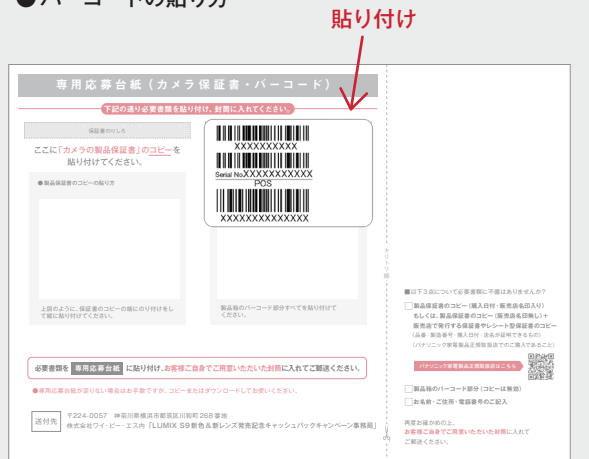 ●バーコードの貼り方
貼り付け
専用応募台紙（カメラ保証書・バーコード）
下記の通り必要書類を貼り付け、封筒に入れてください。
保証書のりしろ
ここに「カメラの製品保証書」のコピーを
貼り付けてください。
●製品保証書のコピーの貼り方
上図のように、保証書のコピーの端にのり付けをし
て縦に貼り付けてください。
XXXXXXXXXX
Serial No.XXXXXXXXXXX
POS
XXXXXXXXXXXXXX
製品箱のバーコード部分すべてを貼り付けて
ください。
必要書類を 専用応募台紙 に貼り付け、お客様ご自身でご用意いただいた封筒に入れてご郵送ください。
●専用応募台紙が足りない場合はお手数ですが、コピーまたはダウンロードしてお使いください。
送付先
〒224-0057 神奈川県横浜市都筑区川和町268番地
株式会社ワイ・ピー・エス内「LUMIX S9新色＆新レンズ発売記念キャッシュバックキャンペーン事務局」
キリトリ線
■以下3点について必要書類に不備はありませんか？
□製品保証書のコピー（購入日付・販売店名印入り）
もしくは、製品保証書のコピー（販売店名印無し）＋
販売店で発行する保証書やレシート型保証書のコピー
（品番・製造番号・購入日付・店名が証明できるもの）
（パナソニック家電製品正規取扱店でのご購入であること）
パナソニック家電製品正規取扱店はこちら
□製品箱のバーコード部分（コピーは無効）
□お名前・ご住所・電話番号のご記入
再度お確かめの上、
お客様ご自身でご用意いただいた封筒に入れて
ご郵送ください。